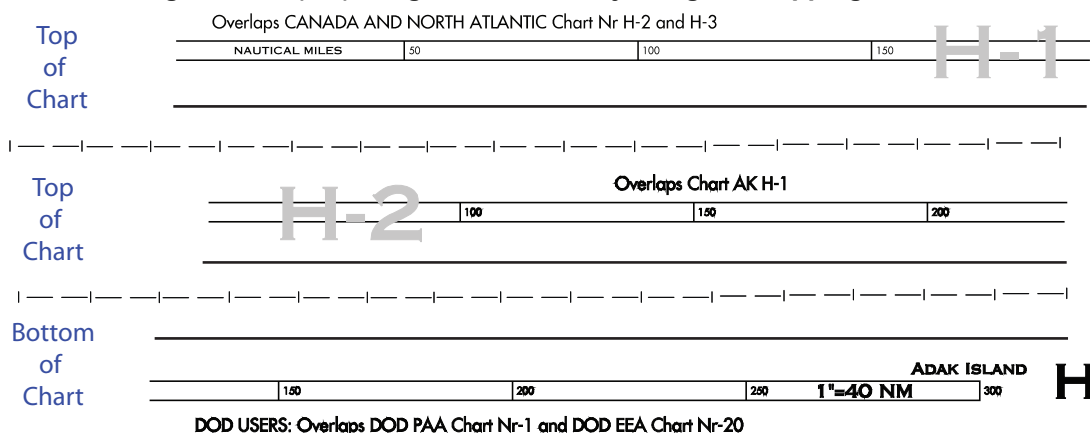 Overlaps CANADA AND NORTH ATLANTIC Chart Nr H-2 and H-3
Top
of
Chart
NAUTICAL MILES 50 100 150 H-1
Top
of
Chart
Overlaps Chart AK H-1
H-2 100 150 200
Bottom
of
Chart
ADAK ISLAND
150 200 250 1"=40 NM 300 H
DOD USERS: Overlaps DOD PAA Chart Nr-1 and DOD EEA Chart Nr-20